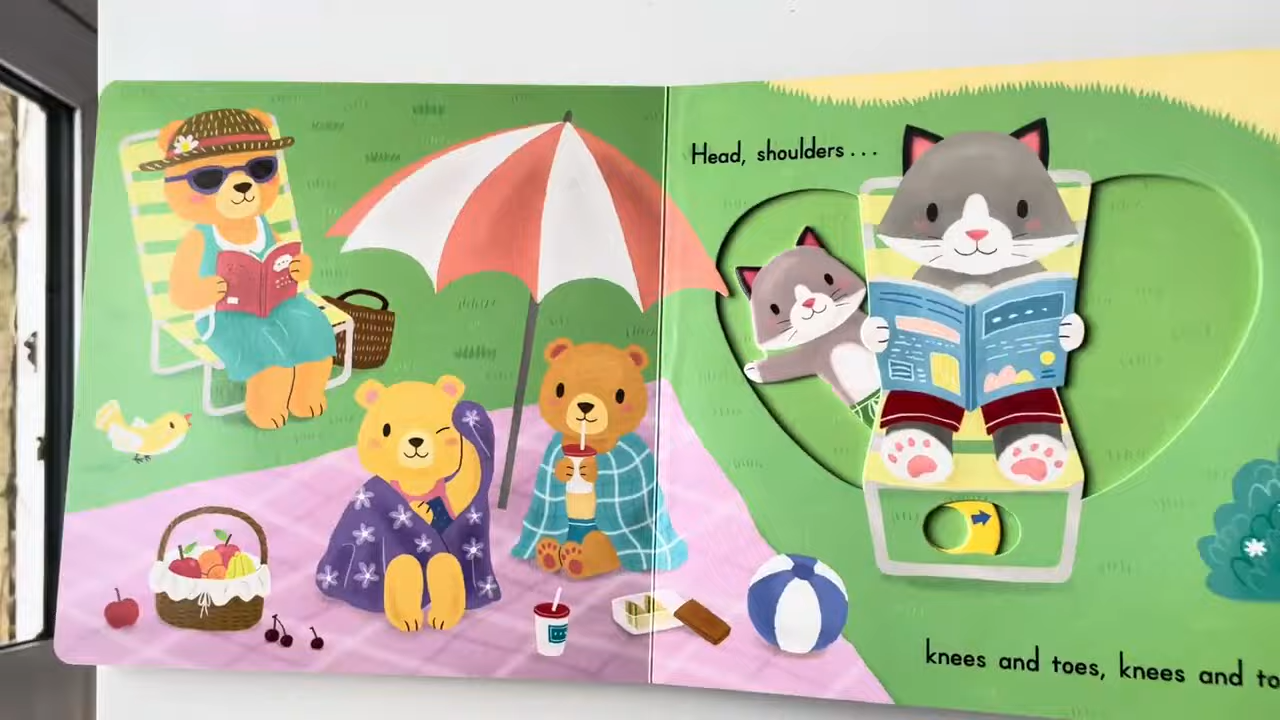 Head, shoulders...
knees and toes, knees and to